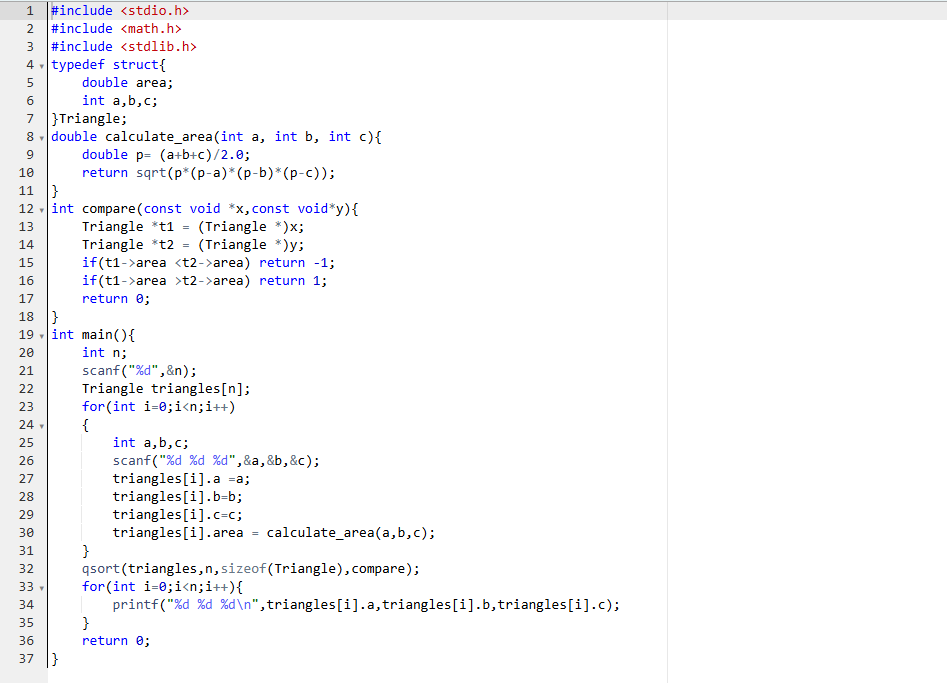 1 #include <stdio.h>
2 #include <math.h>
3 #include <stdlib.h>
4 typedef struct{
5     double area;
6     int a,b,c;
7 }Triangle;
8 double calculate_area(int a, int b, int c){
9     double p= (a+b+c)/2.0;
10     return sqrt(p*(p-a)*(p-b)*(p-c));
11 }
12 int compare(const void *x,const void*y){
13     Triangle *t1 = (Triangle *)x;
14     Triangle *t2 = (Triangle *)y;
15     if(t1->area <t2->area) return -1;
16     if(t1->area >t2->area) return 1;
17     return 0;
18 }
19 int main(){
20     int n;
21     scanf("%d",&n);
22     Triangle triangles[n];
23     for(int i=0;i<n;i++)
24     {
25         int a,b,c;
26         scanf("%d %d %d",&a,&b,&c);
27         triangles[i].a =a;
28         triangles[i].b=b;
29         triangles[i].c=c;
30         triangles[i].area = calculate_area(a,b,c);
31     }
32     qsort(triangles,n,sizeof(Triangle),compare);
33     for(int i=0;i<n;i++){
34         printf("%d %d %d\n",triangles[i].a,triangles[i].b,triangles[i].c);
35     }
36     return 0;
37 }